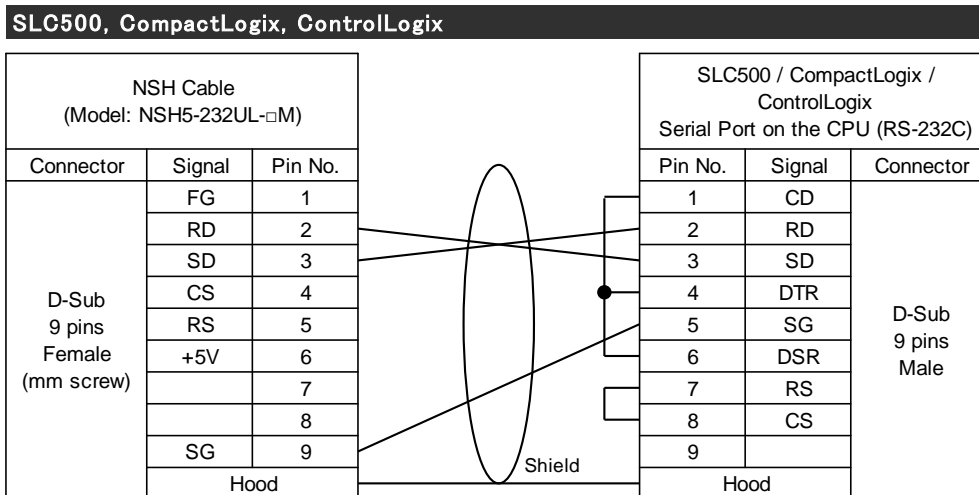 SLC500, CompactLogix, ControlLogix
NSH Cable
(Model: NSH5-232UL-□M)
SLC500 / CompactLogix /
ControlLogix
Serial Port on the CPU (RS-232C)
Connector Signal Pin No. Pin No. Signal Connector
FG 1 1 CD
RD 2 2 RD
SD 3 3 SD
CS 4 4 DTR
RS 5 5 SG
+5V 6 6 DSR
7 7 RS
8 8 CS
SG 9 9
D-Sub
9 pins
Female
(mm screw)
D-Sub
9 pins
Male
Shield
Hood Hood